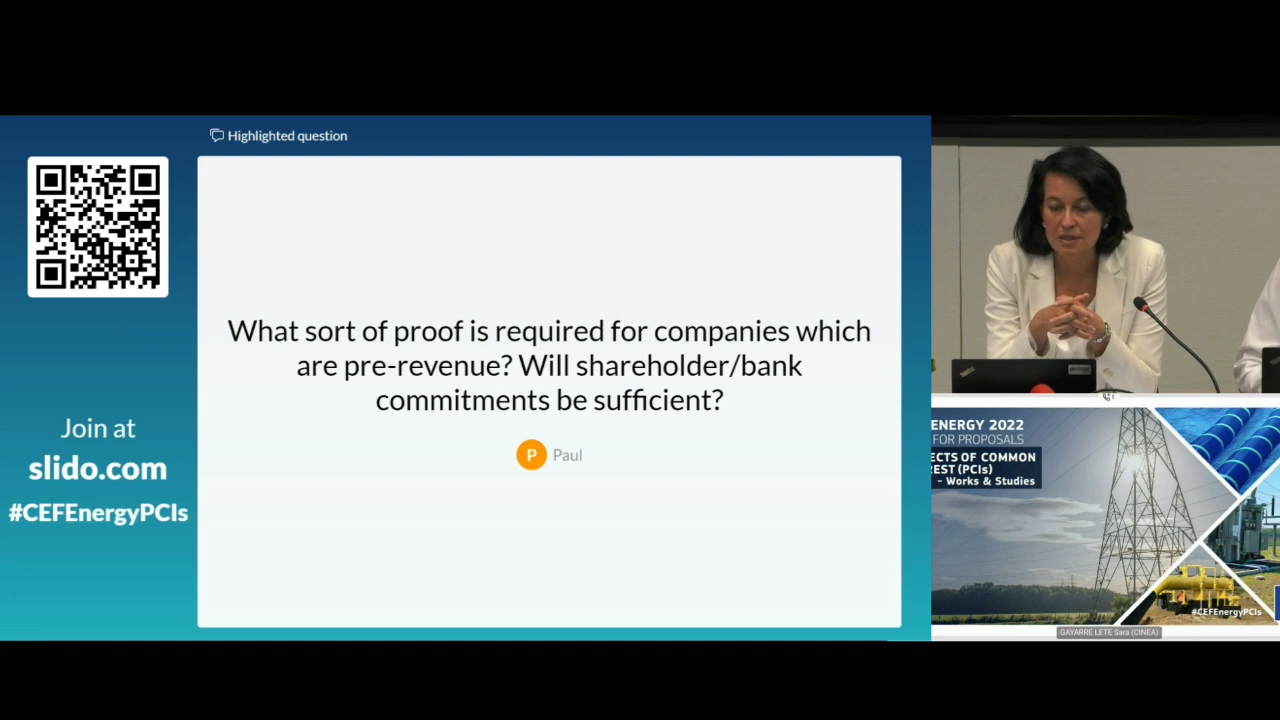 Highlighted question
What sort of proof is required for companies which
are pre-revenue? Will shareholder/bank
commitments be sufficient?
P Paul
Join at
slido.com
#CEFEnergyPCIs
ENERGY 2022
FOR PROPOSALS
ECTS OF COMMON
REST (PCIs)
- Works & Studies
#CEFEnergyPCIs
GAYARRE LETE Sara (CINEA)